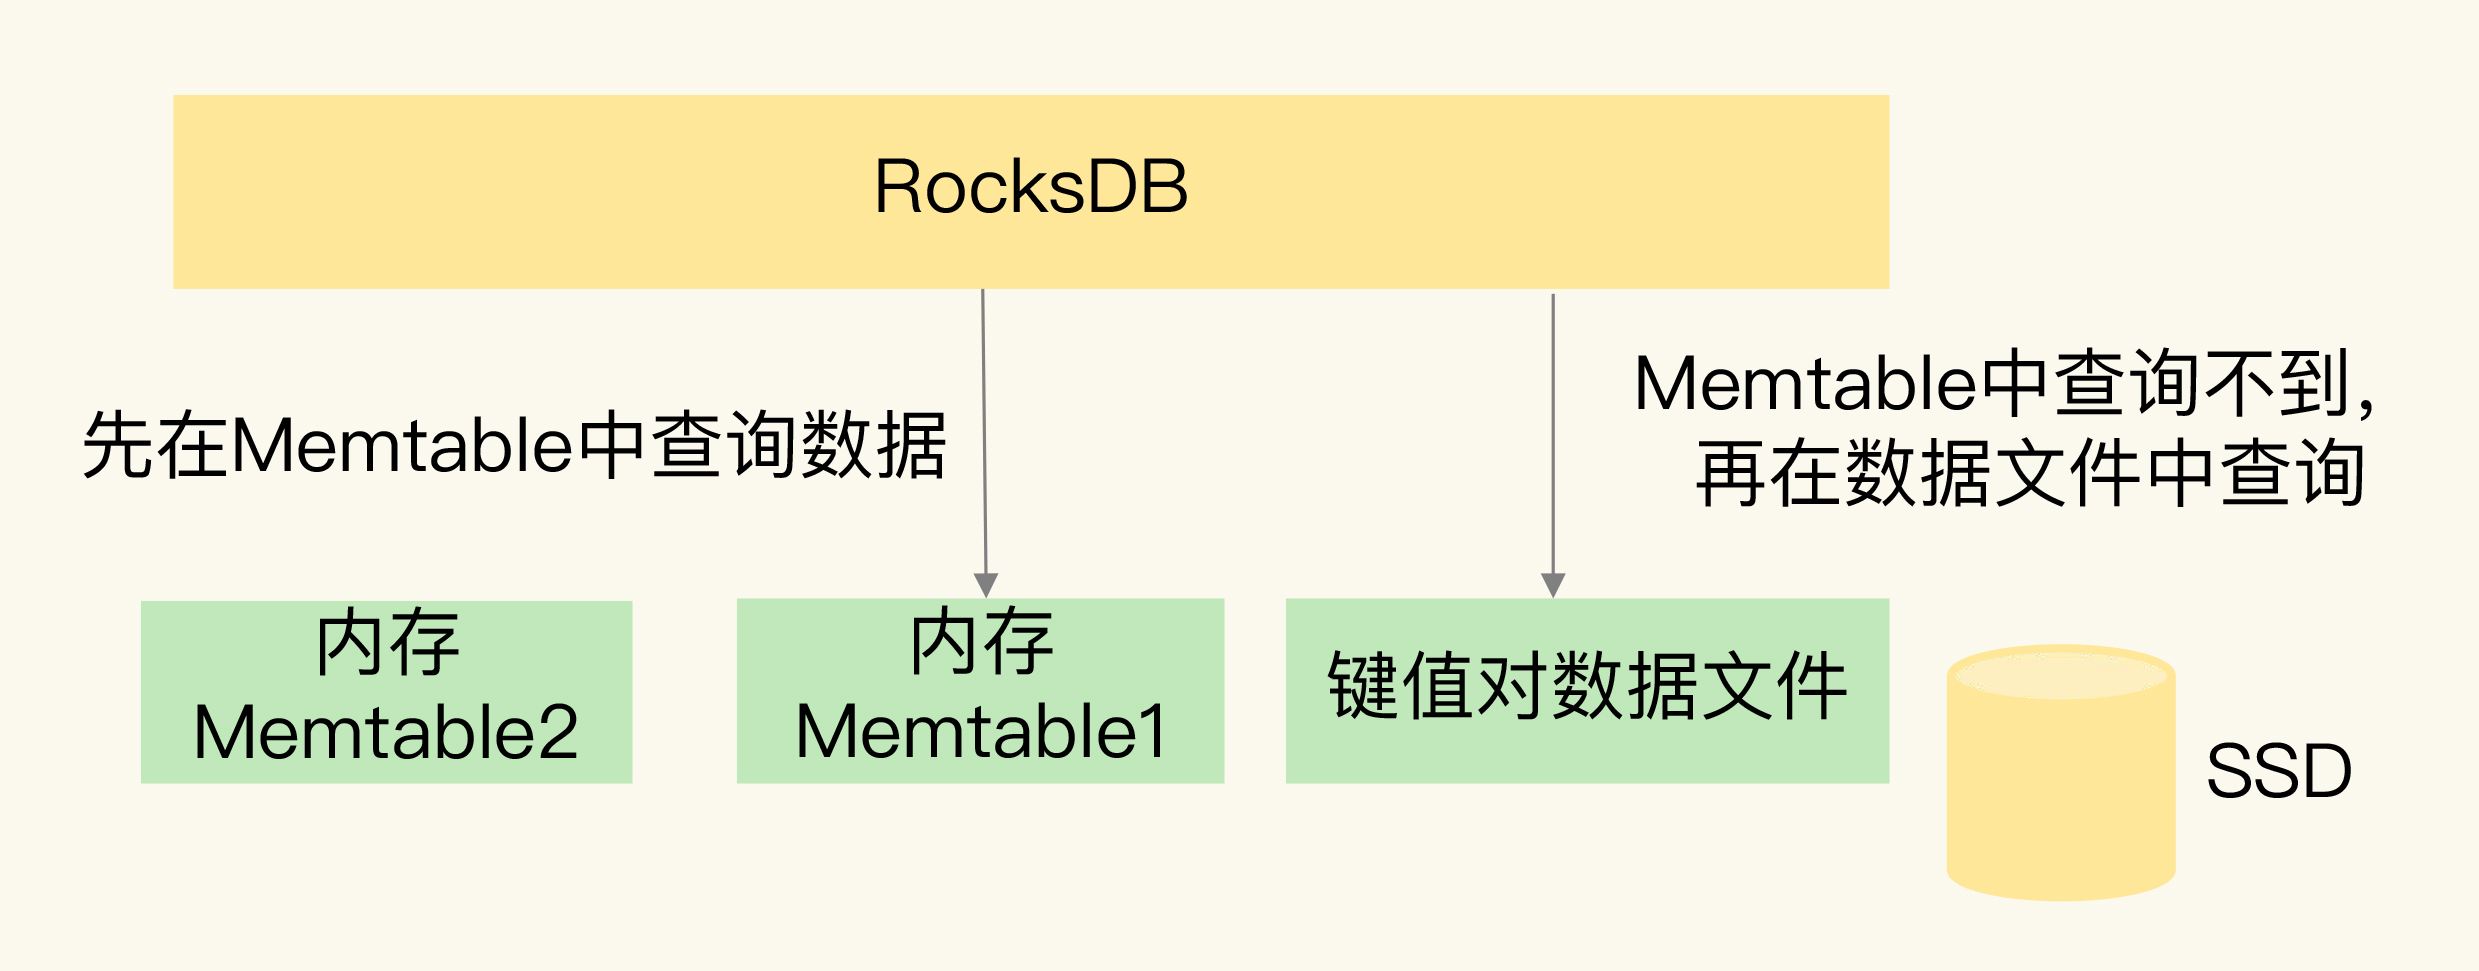 RocksDB
先在Memtable中查询数据
Memtable中查询不到，
再在数据文件中查询
内存
Memtable2
内存
Memtable1
键值对数据文件
SSD